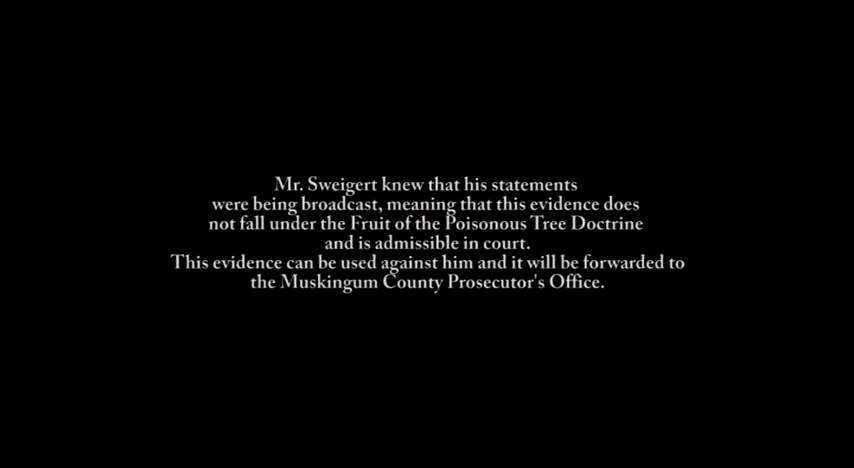 Mr. Sweigert knew that his statements
were being broadcast, meaning that this evidence does
not fall under the Fruit of the Poisonous Tree Doctrine
and is admissible in court.
This evidence can be used against him and it will be forwarded to
the Muskingum County Prosecutor's Office.